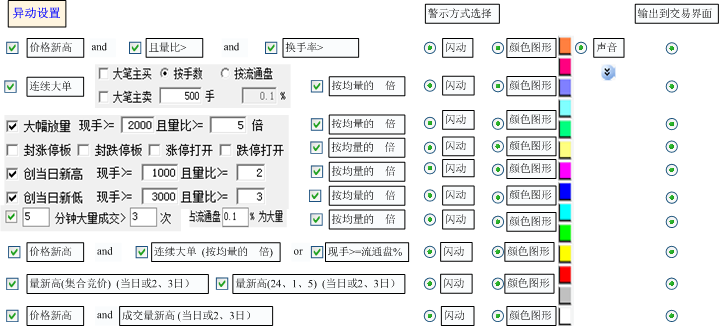 异动设置 警示方式选择 输出到交易界面
价格新高 and 且量比> and 换手率> 闪动 颜色图形 声音
连续大单 大笔主买 按手数 按流通盘 按均量的 倍 闪动 颜色图形
大笔主卖 500 手 0.1 %
大幅放量 现手>= 2000 且量比>= 5 倍 按均量的 倍 闪动 颜色图形
封涨停板 封跌停板 涨停打开 跌停打开 按均量的 倍 闪动 颜色图形
创当日新高 现手>= 1000 且量比>= 2 按均量的 倍 闪动 颜色图形
创当日新低 现手>= 3000 且量比>= 3 按均量的 倍 闪动 颜色图形
5 分钟大量成交> 3 次 占流通盘 0.1 % 为大量 按均量的 倍 闪动 颜色图形
价格新高 and 连续大单 (按均量的 倍) or 现手>=流通盘% 闪动 颜色图形
最新高(集合竞价) (当日或2、3日) 最新高(24、1、5) (当日或2、3日) 闪动 颜色图形
价格新高 and 成交最新高 (当日或2、3日) 闪动 颜色图形